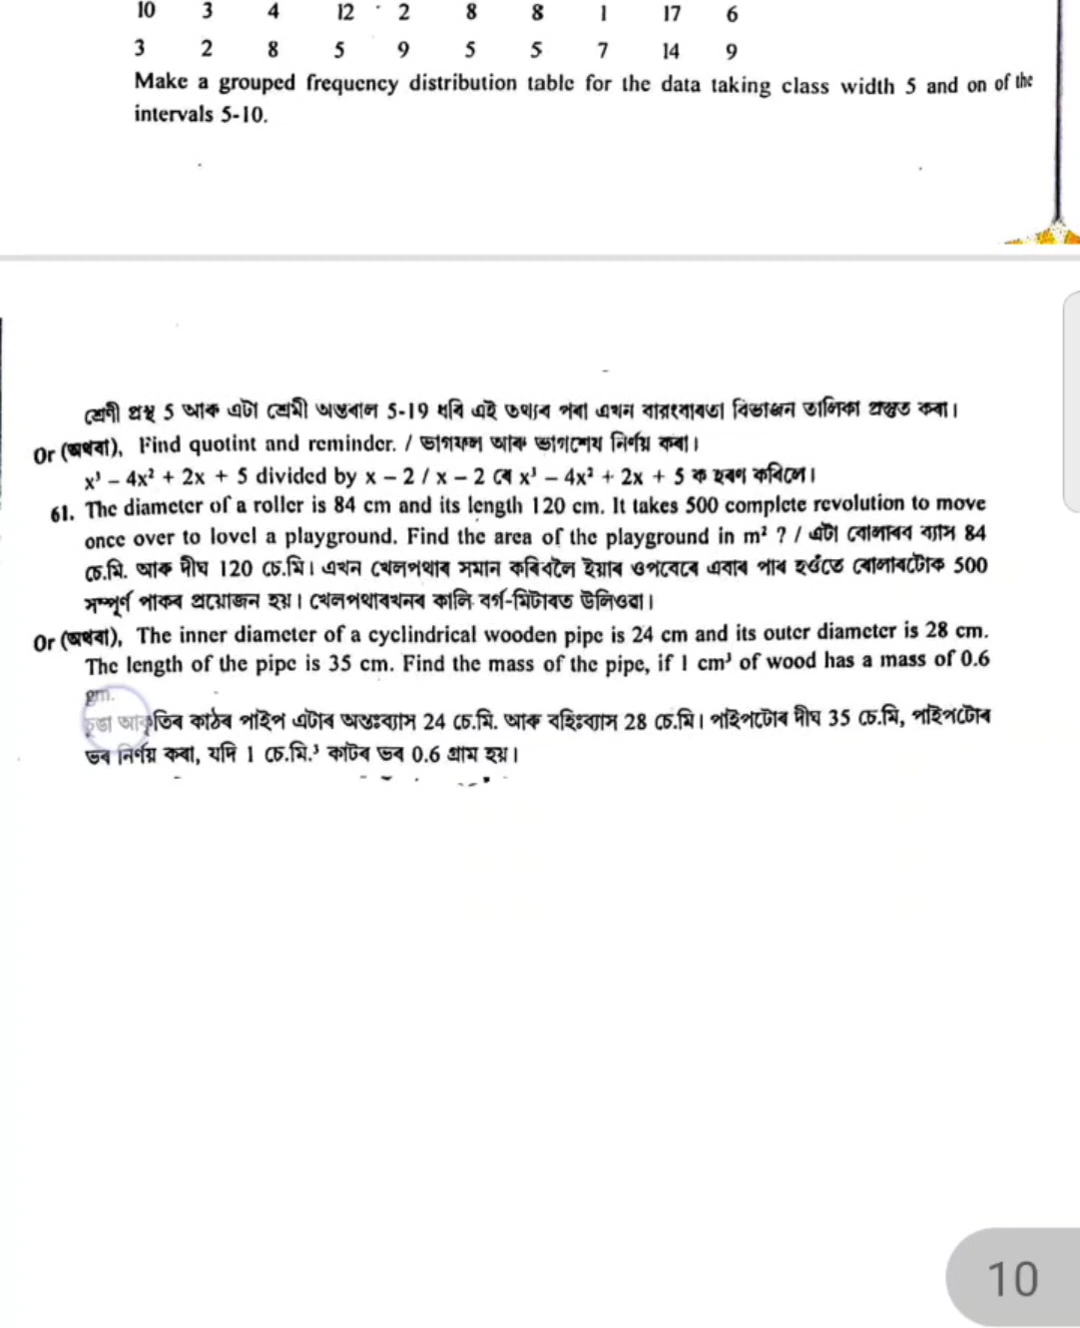 10 3 4 12 2 8 8 1 17 6
3 2 8 5 9 5 5 7 14 9
Make a grouped frequency distribution table for the data taking class width 5 and on of the
intervals 5-10.
শ্ৰেণী প্ৰস্থ 5 আৰু এটা শ্ৰেণী অন্তৰাল 5-19 ধৰি এই তথ্যৰ পৰা এখন বাৰংবাৰতা বিভাজন তালিকা প্ৰস্তুত কৰা।
Or (অথবা), Find quotint and reminder. / ভাগফল আৰু ভাগশেষ নিৰ্ণয় কৰা।
x³ – 4x² + 2x + 5 divided by x – 2 / x – 2 ৰে x³ – 4x² + 2x + 5 ক হৰণ কৰিলে।
61. The diameter of a roller is 84 cm and its length 120 cm. It takes 500 complete revolution to move
once over to lovel a playground. Find the area of the playground in m² ? / এটা ৰোলাৰৰ ব্যাস 84
চে.মি. আৰু দীঘ 120 চে.মি। এখন খেলপথাৰ সমান কৰিবলৈ ইয়াৰ ওপৰেৰে এবাৰ পাৰ হওঁতে ৰোলাৰটোক 500
সম্পূৰ্ণ পাকৰ প্ৰয়োজন হয়। খেলপথাৰখনৰ কালি বৰ্গ-মিটাৰত উলিওৱা।
Or (অথবা), The inner diameter of a cyclindrical wooden pipe is 24 cm and its outer diameter is 28 cm.
The length of the pipe is 35 cm. Find the mass of the pipe, if 1 cm³ of wood has a mass of 0.6
gm.
চুঙা আকৃতিৰ কাঠৰ পাইপ এটাৰ অন্তঃব্যাস 24 চে.মি. আৰু বহিঃব্যাস 28 চে.মি। পাইপটোৰ দীঘ 35 চে.মি, পাইপটোৰ
ভৰ নিৰ্ণয় কৰা, যদি 1 চে.মি.³ কাঠৰ ভৰ 0.6 গ্ৰাম হয়।
10